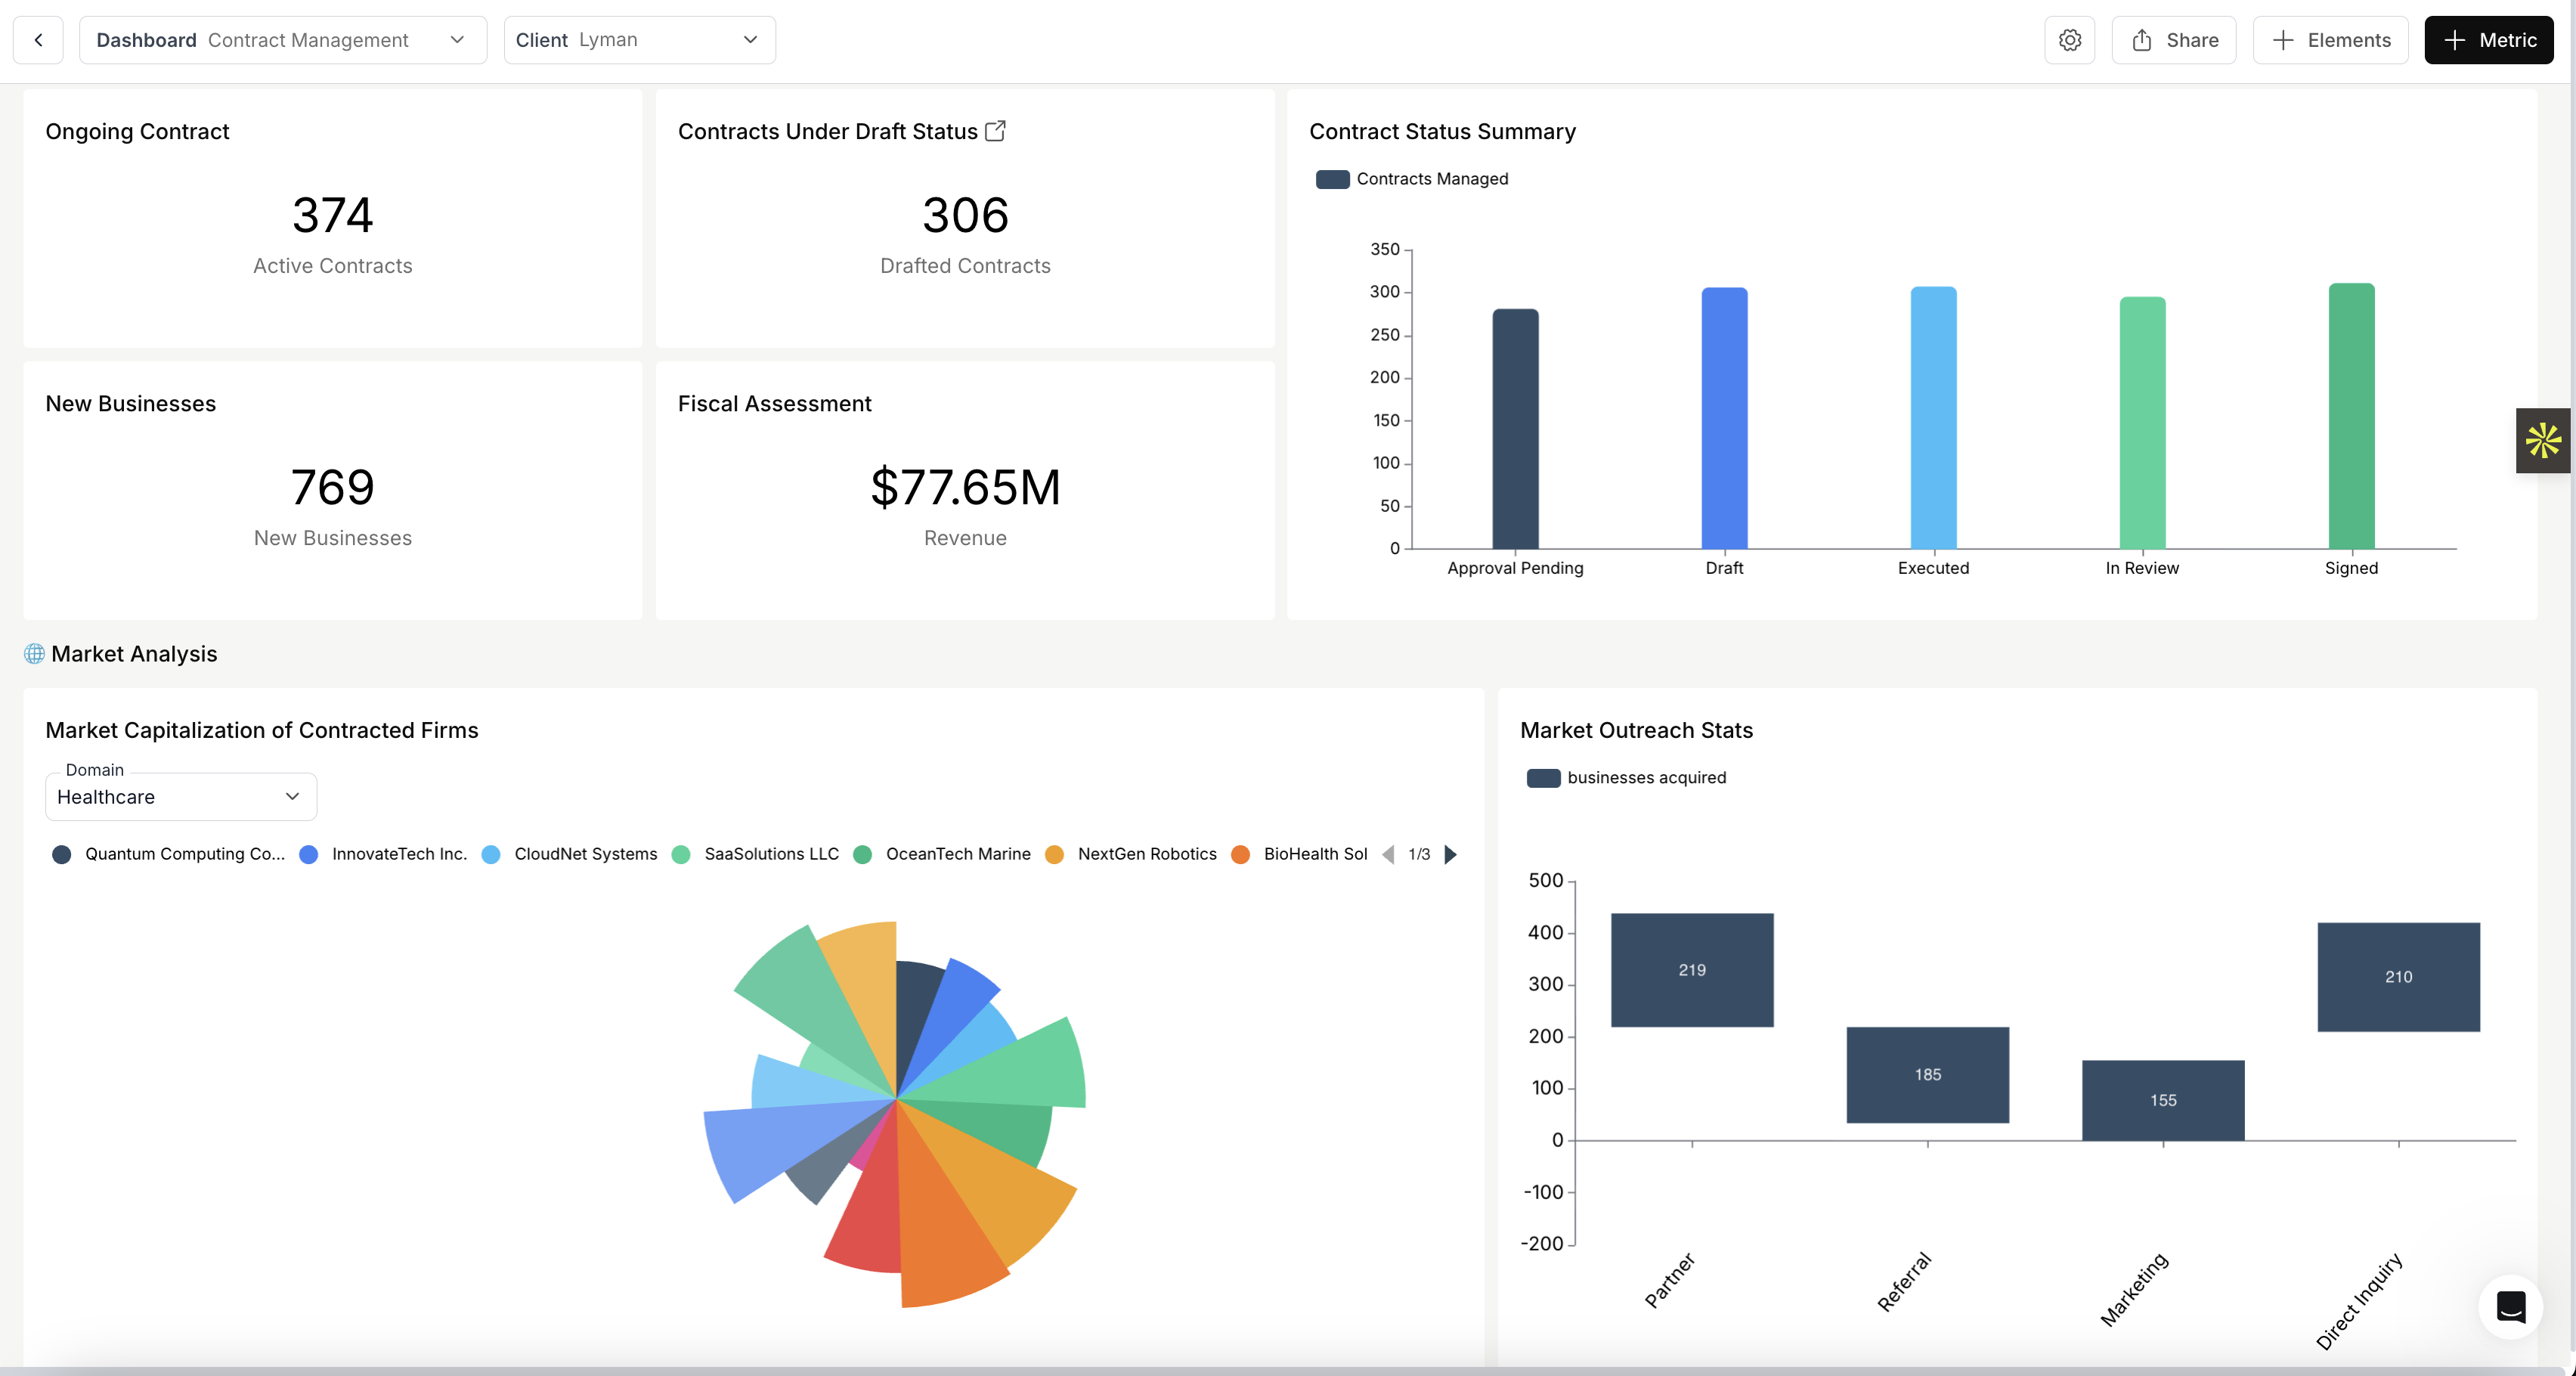 Dashboard Contract Management
Client Lyman
Share
Elements
Metric
Ongoing Contract
374
Active Contracts
Contracts Under Draft Status
306
Drafted Contracts
New Businesses
769
New Businesses
Fiscal Assessment
$77.65M
Revenue
Contract Status Summary
Contracts Managed
350
300
250
200
150
100
50
0
Approval Pending
Draft
Executed
In Review
Signed
🌐 Market Analysis
Market Capitalization of Contracted Firms
Domain
Healthcare
Quantum Computing Co...
InnovateTech Inc.
CloudNet Systems
SaaSolutions LLC
OceanTech Marine
NextGen Robotics
BioHealth Sol
1/3
Market Outreach Stats
businesses acquired
500
400
300
200
100
0
-100
-200
219
185
155
210
Partner
Referral
Marketing
Direct Inquiry